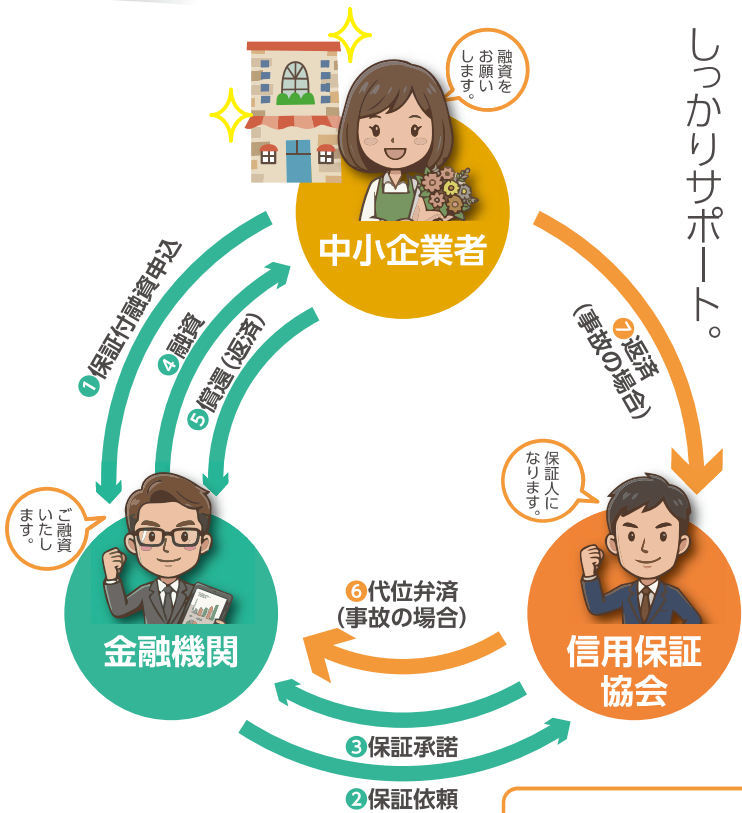 しっかりサポート。
融資を
お願い
します。
中小企業者
❶保証付融資申込
❹融資
❺償還(返済)
❼返済
(事故の場合)
ご融資
いたし
ます。
保証人に
なります。
金融機関
信用保証
協会
❻代位弁済
(事故の場合)
❸保証承諾
❷保証依頼